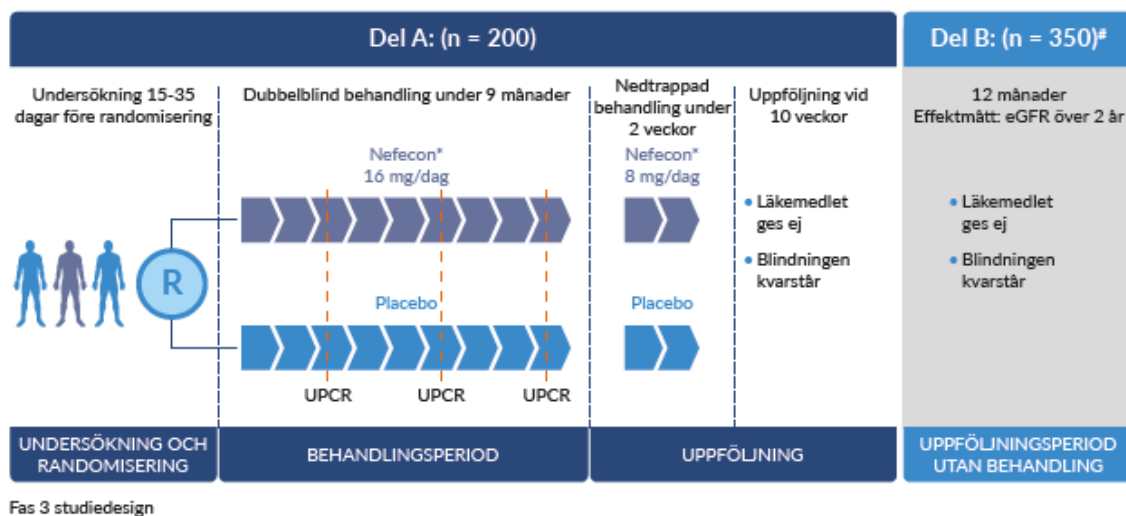 Del A: (n = 200)
Del B: (n = 350)#
Undersökning 15-35
dagar före randomisering
Dubbelblind behandling under 9 månader
Nedtrappad
behandling under
2 veckor
Uppföljning vid
10 veckor
12 månader
Effektmått: eGFR över 2 år
Nefecon*
16 mg/dag
Nefecon*
8 mg/dag
• Läkemedlet
ges ej
• Blindningen
kvarstår
• Läkemedlet
ges ej
• Blindningen
kvarstår
R
Placebo
Placebo
UPCR
UPCR
UPCR
UNDERSÖKNING OCH
RANDOMISERING
BEHANDLINGSPERIOD
UPPFÖLJNING
UPPFÖLJNINGSPERIOD
UTAN BEHANDLING
Fas 3 studiedesign